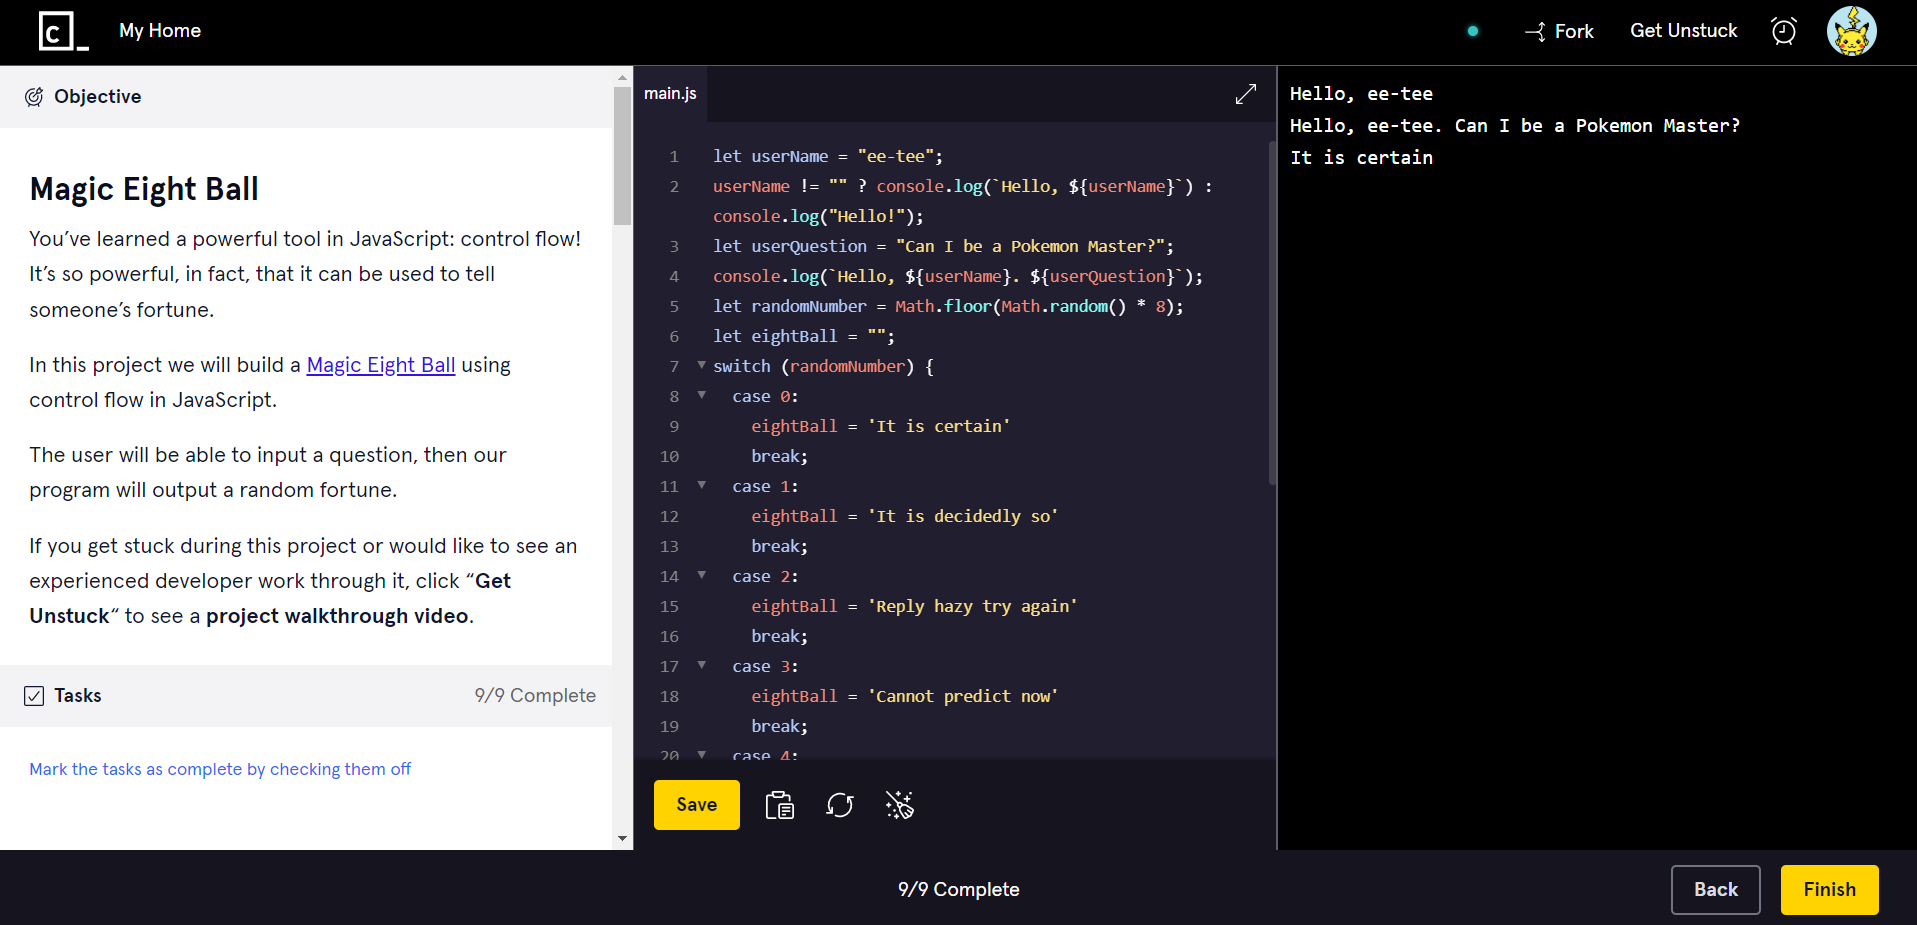 My Home
Fork
Get Unstuck
Objective
Magic Eight Ball
You’ve learned a powerful tool in JavaScript: control flow!
It’s so powerful, in fact, that it can be used to tell
someone’s fortune.
In this project we will build a Magic Eight Ball using
control flow in JavaScript.
The user will be able to input a question, then our
program will output a random fortune.
If you get stuck during this project or would like to see an
experienced developer work through it, click “Get
Unstuck“ to see a project walkthrough video.
Tasks
9/9 Complete
Mark the tasks as complete by checking them off
main.js
1 let userName = "ee-tee";
2 userName != "" ? console.log(`Hello, ${userName}`) :
console.log("Hello!");
3 let userQuestion = "Can I be a Pokemon Master?";
4 console.log(`Hello, ${userName}. ${userQuestion}`);
5 let randomNumber = Math.floor(Math.random() * 8);
6 let eightBall = "";
7 switch (randomNumber) {
8 case 0:
9 eightBall = 'It is certain'
10 break;
11 case 1:
12 eightBall = 'It is decidedly so'
13 break;
14 case 2:
15 eightBall = 'Reply hazy try again'
16 break;
17 case 3:
18 eightBall = 'Cannot predict now'
19 break;
20 case 4:
Save
Hello, ee-tee
Hello, ee-tee. Can I be a Pokemon Master?
It is certain
9/9 Complete
Back
Finish